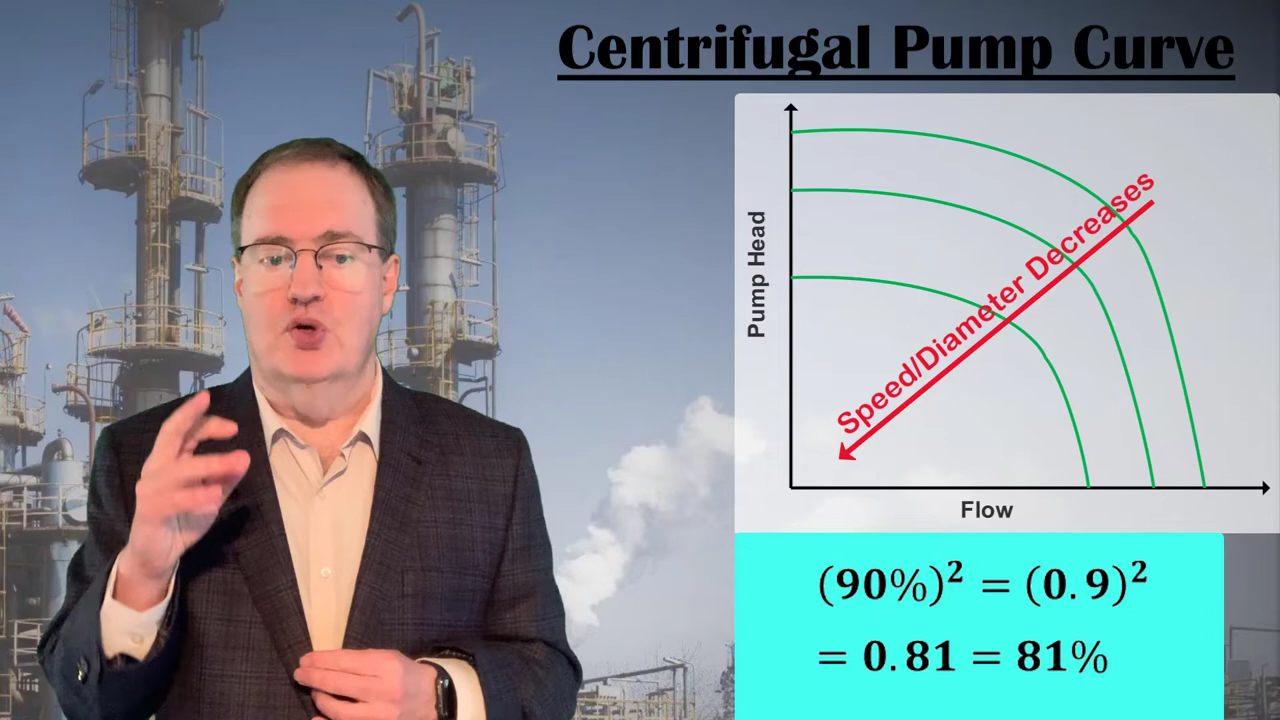 Centrifugal Pump Curve
Pump Head
Speed/Diameter Decreases
Flow
(90%)² = (0.9)²
= 0.81 = 81%